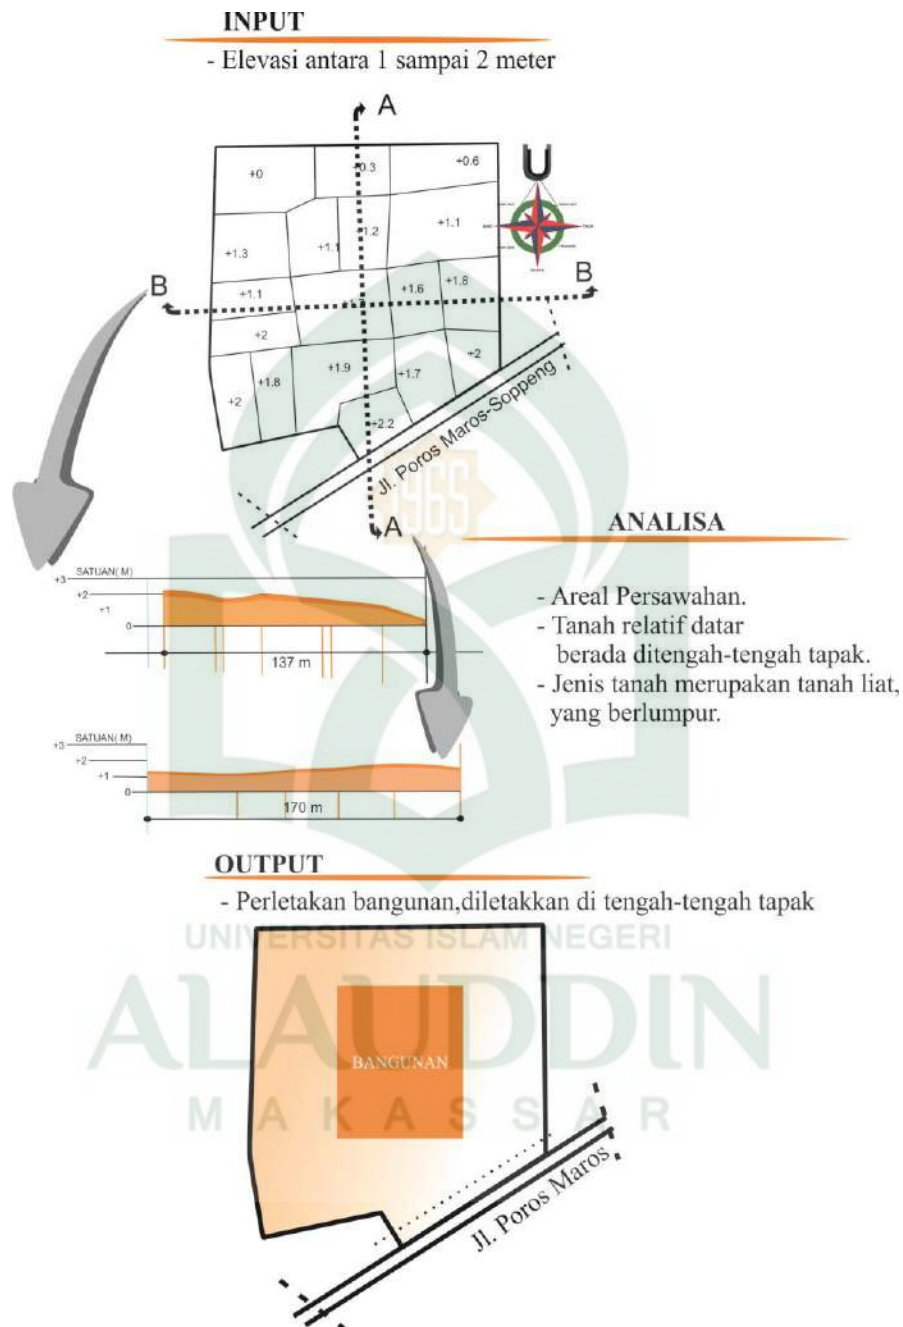 INPUT
- Elevasi antara 1 sampai 2 meter
A
U
+0
+0.3
+0.6
+1.3
+1.1
+1.2
+1.1
B
+1.1
+1.6
+1.8
B
+2
+1.9
+1.7
+2
+2
+1.8
+2.2
Jl. Poros Maros-Soppeng
1965
A
ANALISA
- Areal Persawahan.
- Tanah relatif datar
berada ditengah-tengah tapak.
- Jenis tanah merupakan tanah liat,
yang berlumpur.
+3 SATUAN( M)
+2
+1
0
137 m
+3 SATUAN( M)
+2
+1
0
170 m
OUTPUT
- Perletakan bangunan,diletakkan di tengah-tengah tapak
UNIVERSITAS ISLAM NEGERI
ALAUDDIN
MAKASSAR
BANGUNAN
Jl. Poros Maros